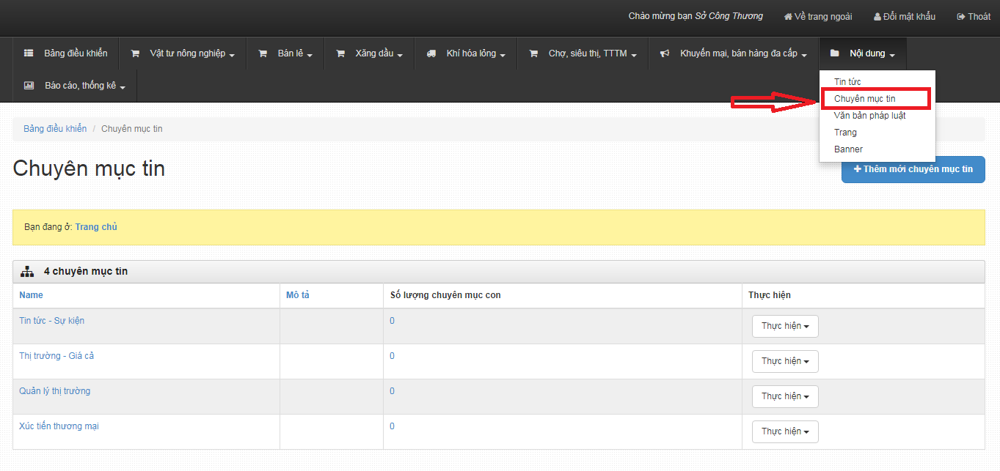 Chào mừng bạn Sở Công Thương Về trang ngoài Đổi mật khẩu Thoát
Bảng điều khiển Vật tư nông nghiệp Bán lẻ Xăng dầu Khí hóa lỏng Chợ, siêu thị, TTTM Khuyến mại, bán hàng đa cấp Nội dung
Báo cáo, thống kê
Tin tức
Chuyên mục tin
Văn bản pháp luật
Trang
Banner
Bảng điều khiển / Chuyên mục tin
Chuyên mục tin
Thêm mới chuyên mục tin
Bạn đang ở: Trang chủ
4 chuyên mục tin
Name Mô tả Số lượng chuyên mục con Thực hiện
Tin tức - Sự kiện 0 Thực hiện
Thị trường - Giá cả 0 Thực hiện
Quản lý thị trường 0 Thực hiện
Xúc tiến thương mại 0 Thực hiện